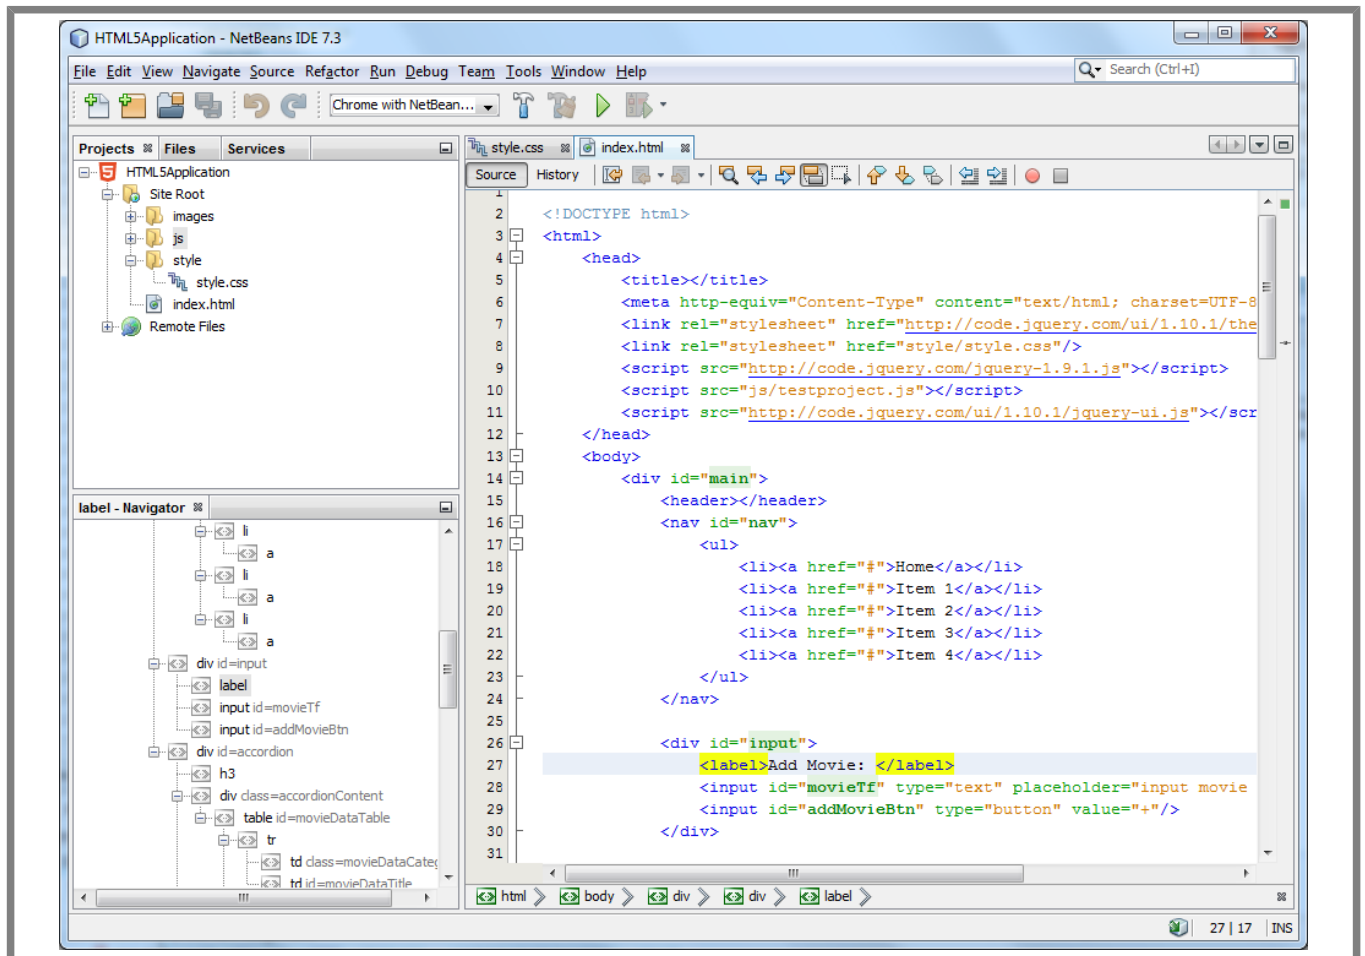 HTML5Application - NetBeans IDE 7.3
File Edit View Navigate Source Refactor Run Debug Team Tools Window Help
Search (Ctrl+I)
Chrome with NetBean...
Projects Files Services
HTML5Application
Site Root
images
js
style
style.css
index.html
Remote Files
label - Navigator
li
a
li
a
li
a
div id=input
label
input id=movieTf
input id=addMovieBtn
div id=accordion
h3
div class=accordionContent
table id=movieDataTable
tr
td class=movieDataCateg
td id=movieDataTitle
style.css index.html
Source History
1
2 <!DOCTYPE html>
3 <html>
4 <head>
5 <title></title>
6 <meta http-equiv="Content-Type" content="text/html; charset=UTF-8
7 <link rel="stylesheet" href="http://code.jquery.com/ui/1.10.1/the
8 <link rel="stylesheet" href="style/style.css"/>
9 <script src="http://code.jquery.com/jquery-1.9.1.js"></script>
10 <script src="js/testproject.js"></script>
11 <script src="http://code.jquery.com/ui/1.10.1/jquery-ui.js"></scr
12 </head>
13 <body>
14 <div id="main">
15 <header></header>
16 <nav id="nav">
17 <ul>
18 <li><a href="#">Home</a></li>
19 <li><a href="#">Item 1</a></li>
20 <li><a href="#">Item 2</a></li>
21 <li><a href="#">Item 3</a></li>
22 <li><a href="#">Item 4</a></li>
23 </ul>
24 </nav>
25
26 <div id="input">
27 <label>Add Movie: </label>
28 <input id="movieTf" type="text" placeholder="input movie
29 <input id="addMovieBtn" type="button" value="+"/>
30 </div>
31
html body div div label
27 | 17 INS